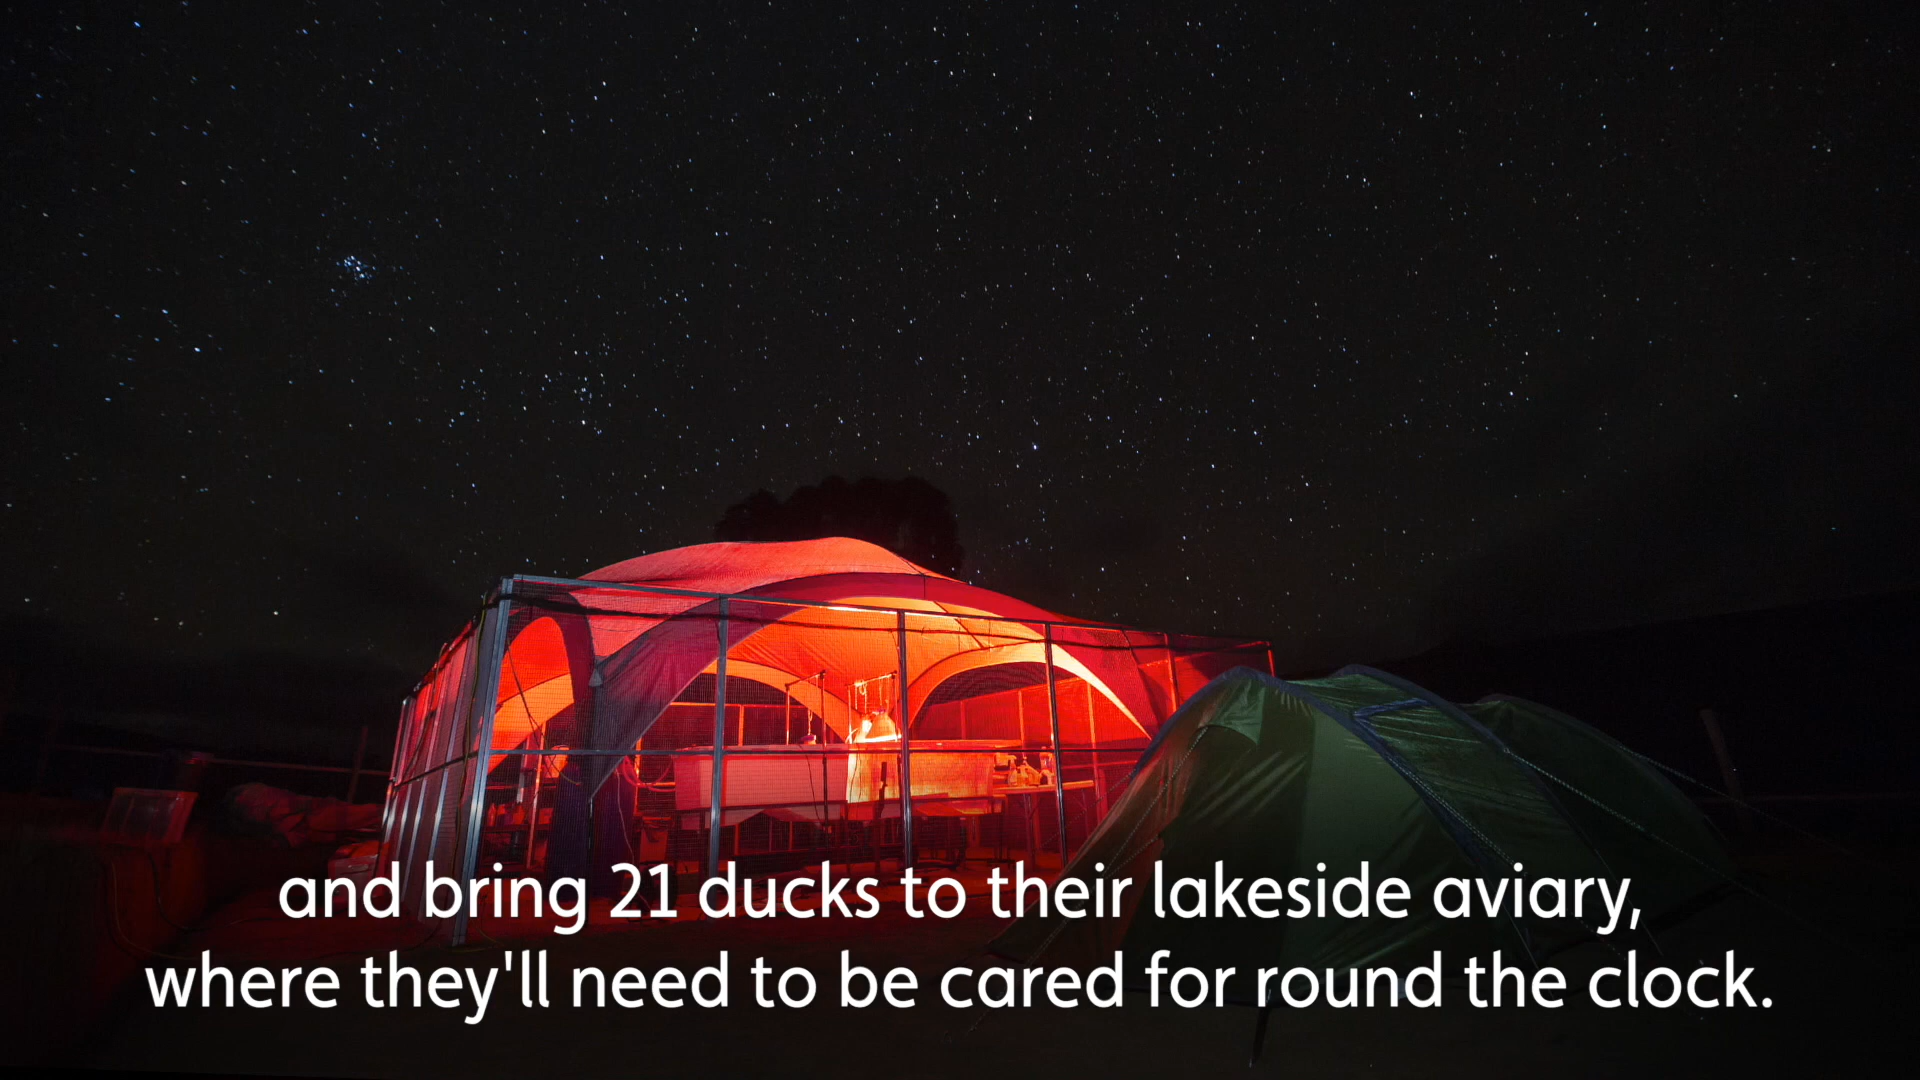 and bring 21 ducks to their lakeside aviary,
where they'll need to be cared for round the clock.